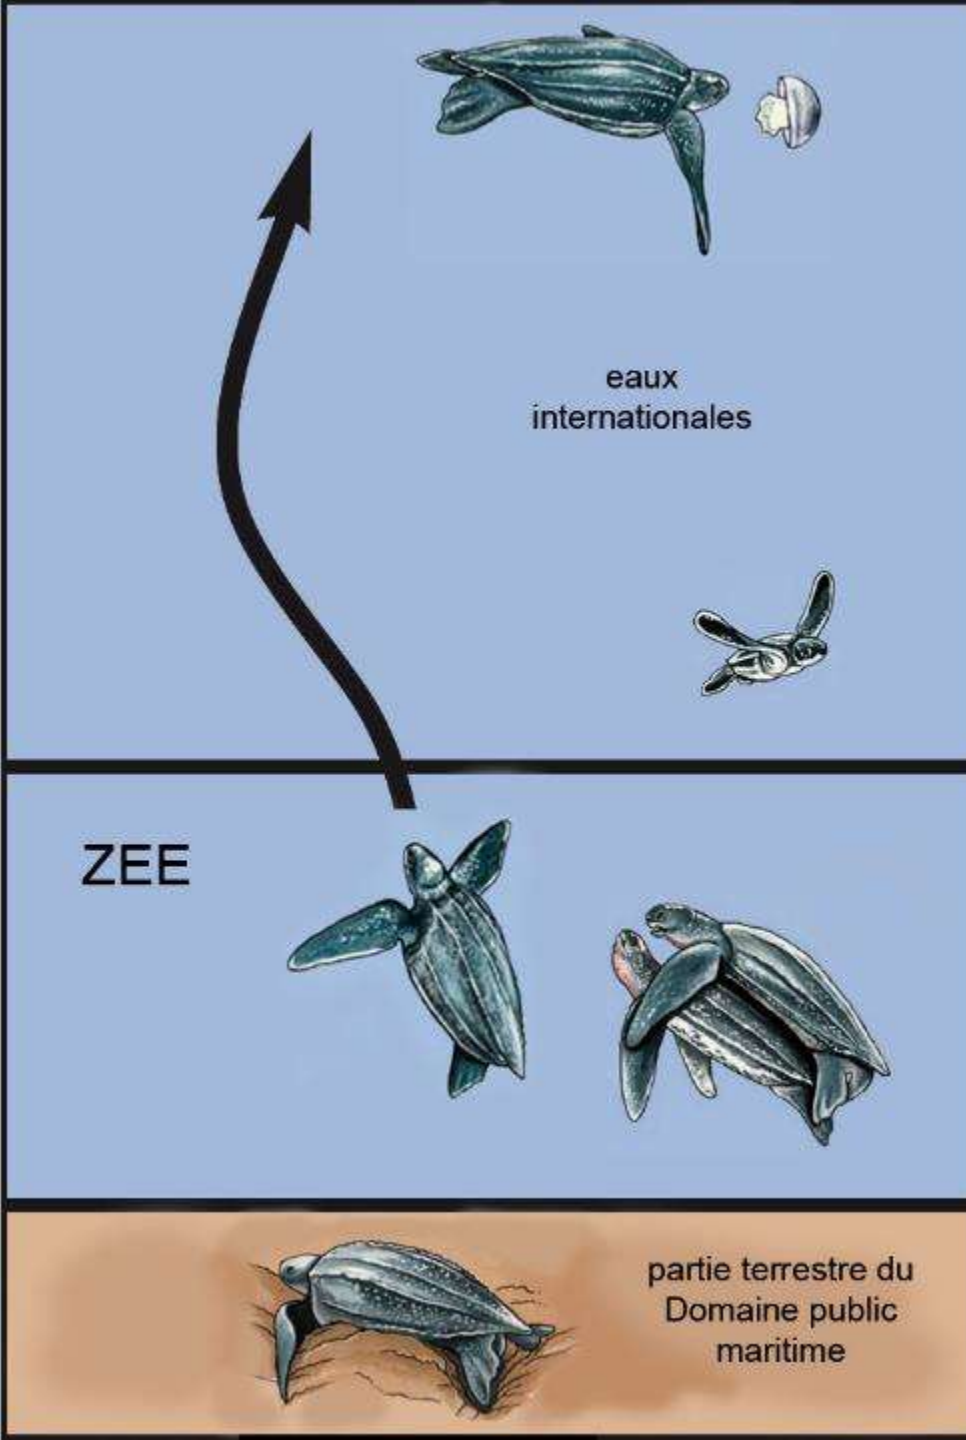 eaux
internationales
ZEE
partie terrestre du
Domaine public
maritime